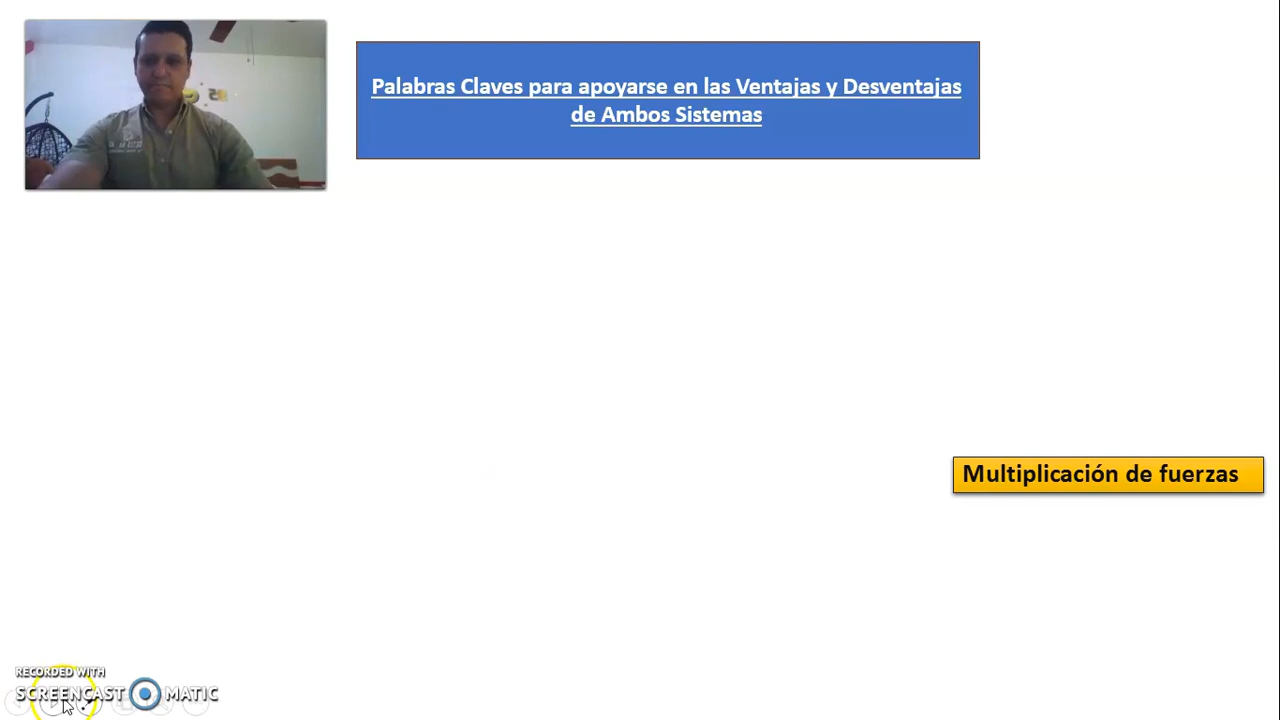 Palabras Claves para apoyarse en las Ventajas y Desventajas
de Ambos Sistemas
Multiplicación de fuerzas
RECORDED WITH
SCREENCAST MATIC